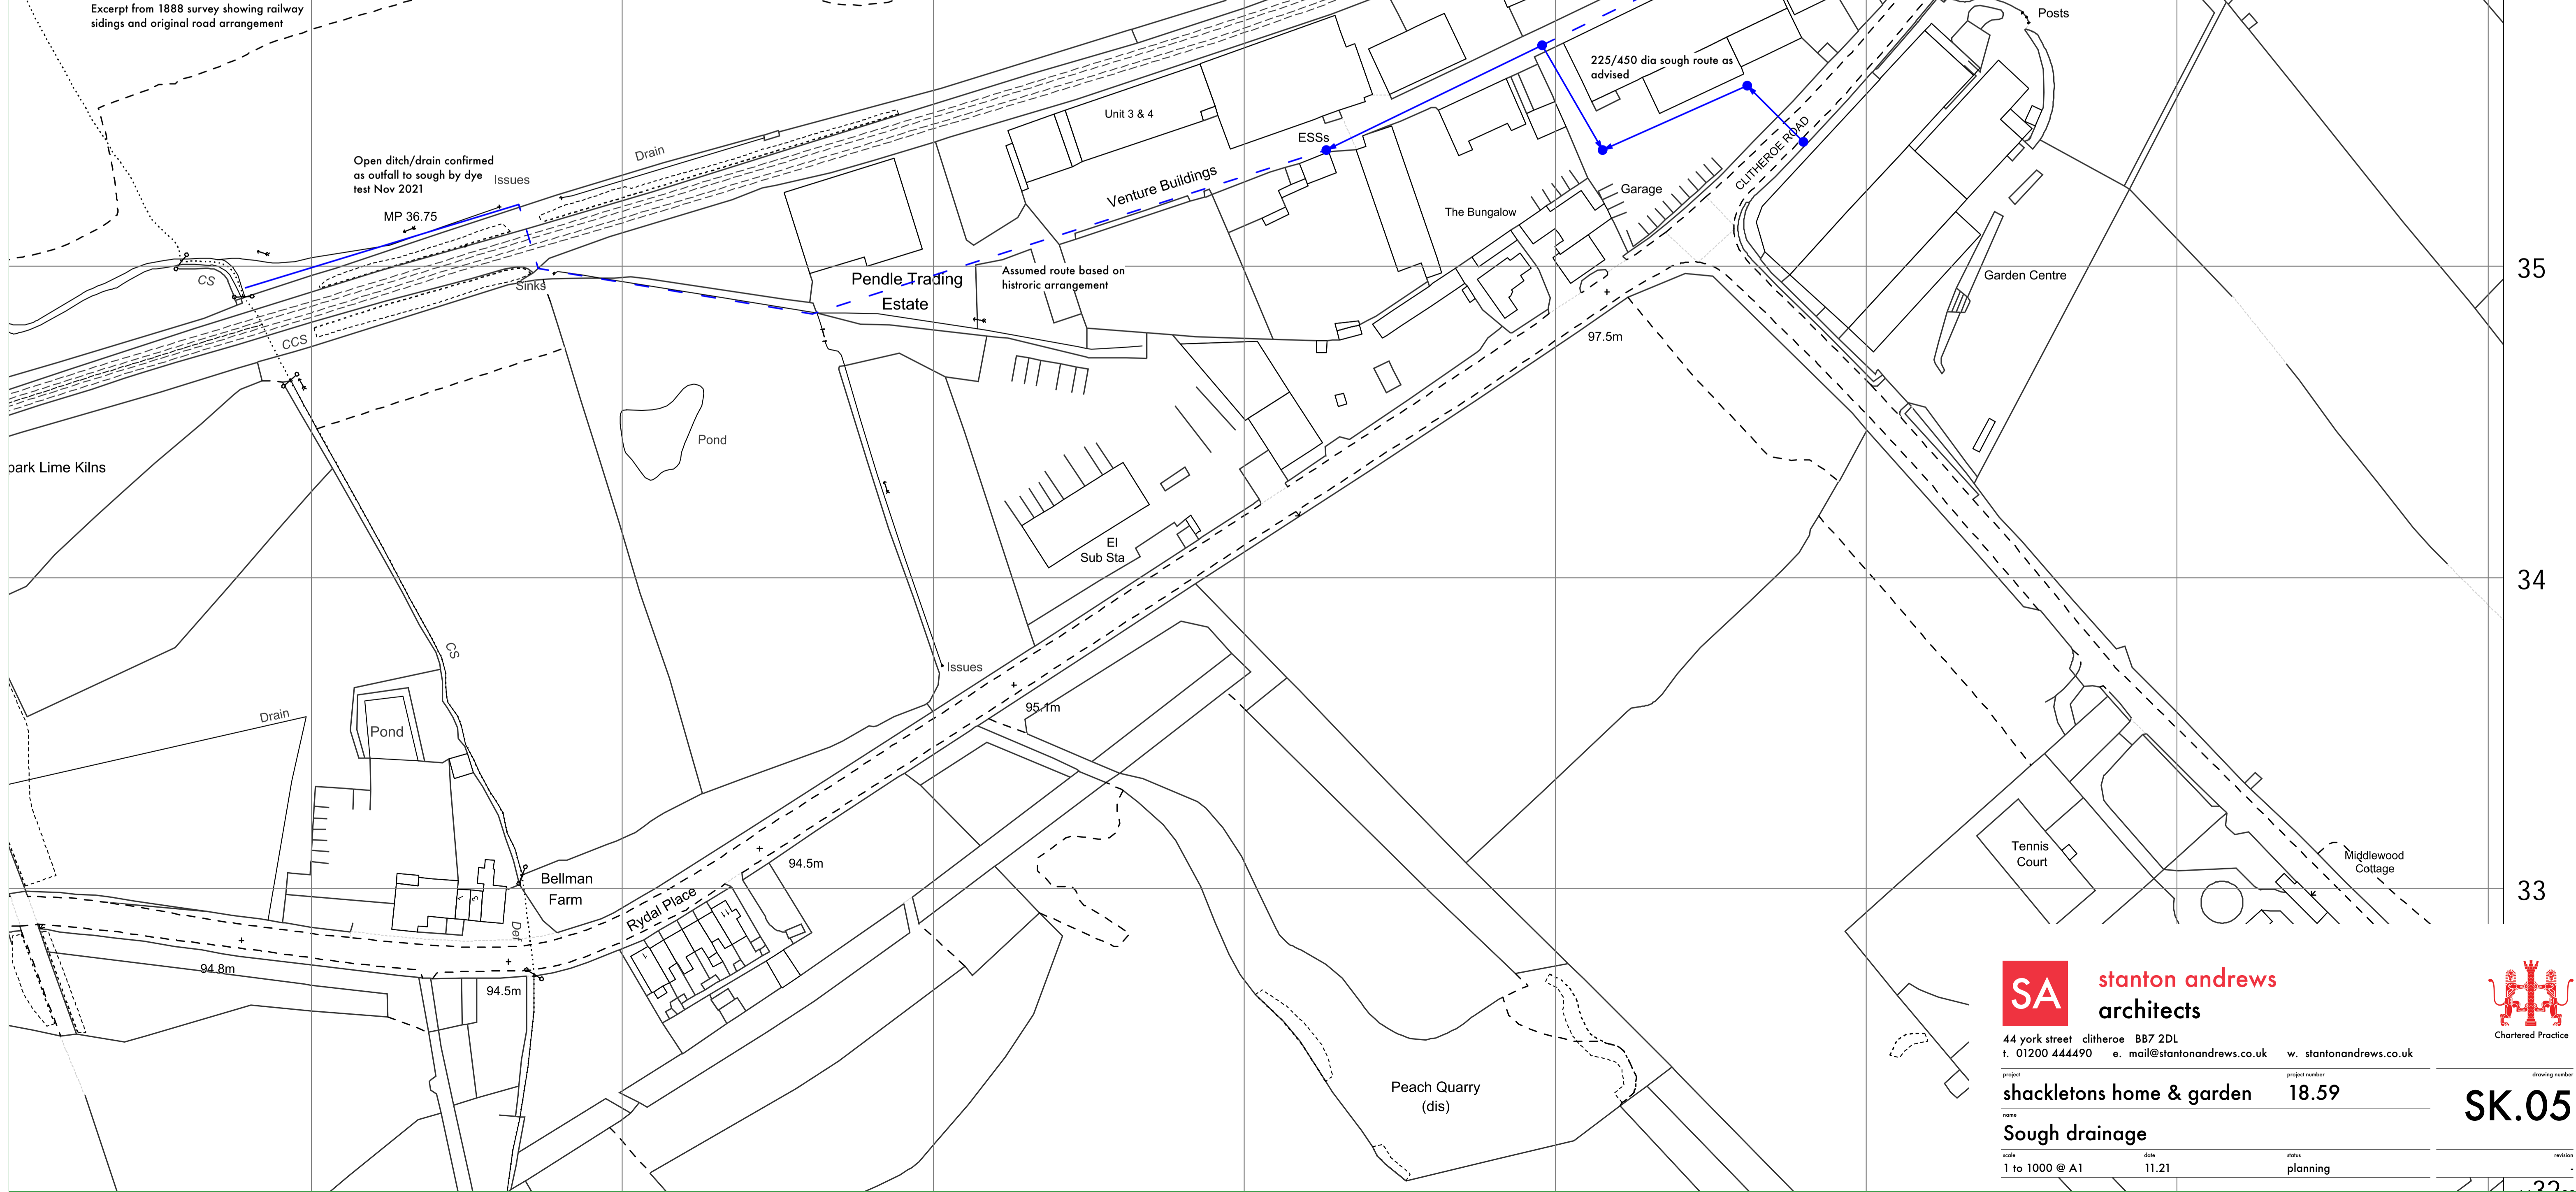 Excerpt from 1888 survey showing railway
sidings and original road arrangement
Posts
225/450 dia sough route as
advised
Unit 3 & 4
ESSs
CLITHEROE ROAD
Drain
Open ditch/drain confirmed
as outfall to sough by dye
test Nov 2021
Issues
MP 36.75
Venture Buildings
Garage
The Bungalow
35
CS
Sinks
Pendle Trading
Estate
Assumed route based on
histroric arrangement
Garden Centre
CCS
97.5m
Pond
park Lime Kilns
El
Sub Sta
34
CS
Issues
95.1m
Drain
Pond
94.5m
Bellman
Farm
Rydal Place
1
11
Tennis
Court
Middlewood
Cottage
33
Def
94.8m
94.5m
Peach Quarry
(dis)
SA
stanton andrews
architects
Chartered Practice
44 york street clitheroe BB7 2DL
t. 01200 444490 e. mail@stantonandrews.co.uk w. stantonandrews.co.uk
project
project number
drawing number
shackletons home & garden
18.59
SK.05
name
Sough drainage
scale
date
status
revision
1 to 1000 @ A1
11.21
planning
-